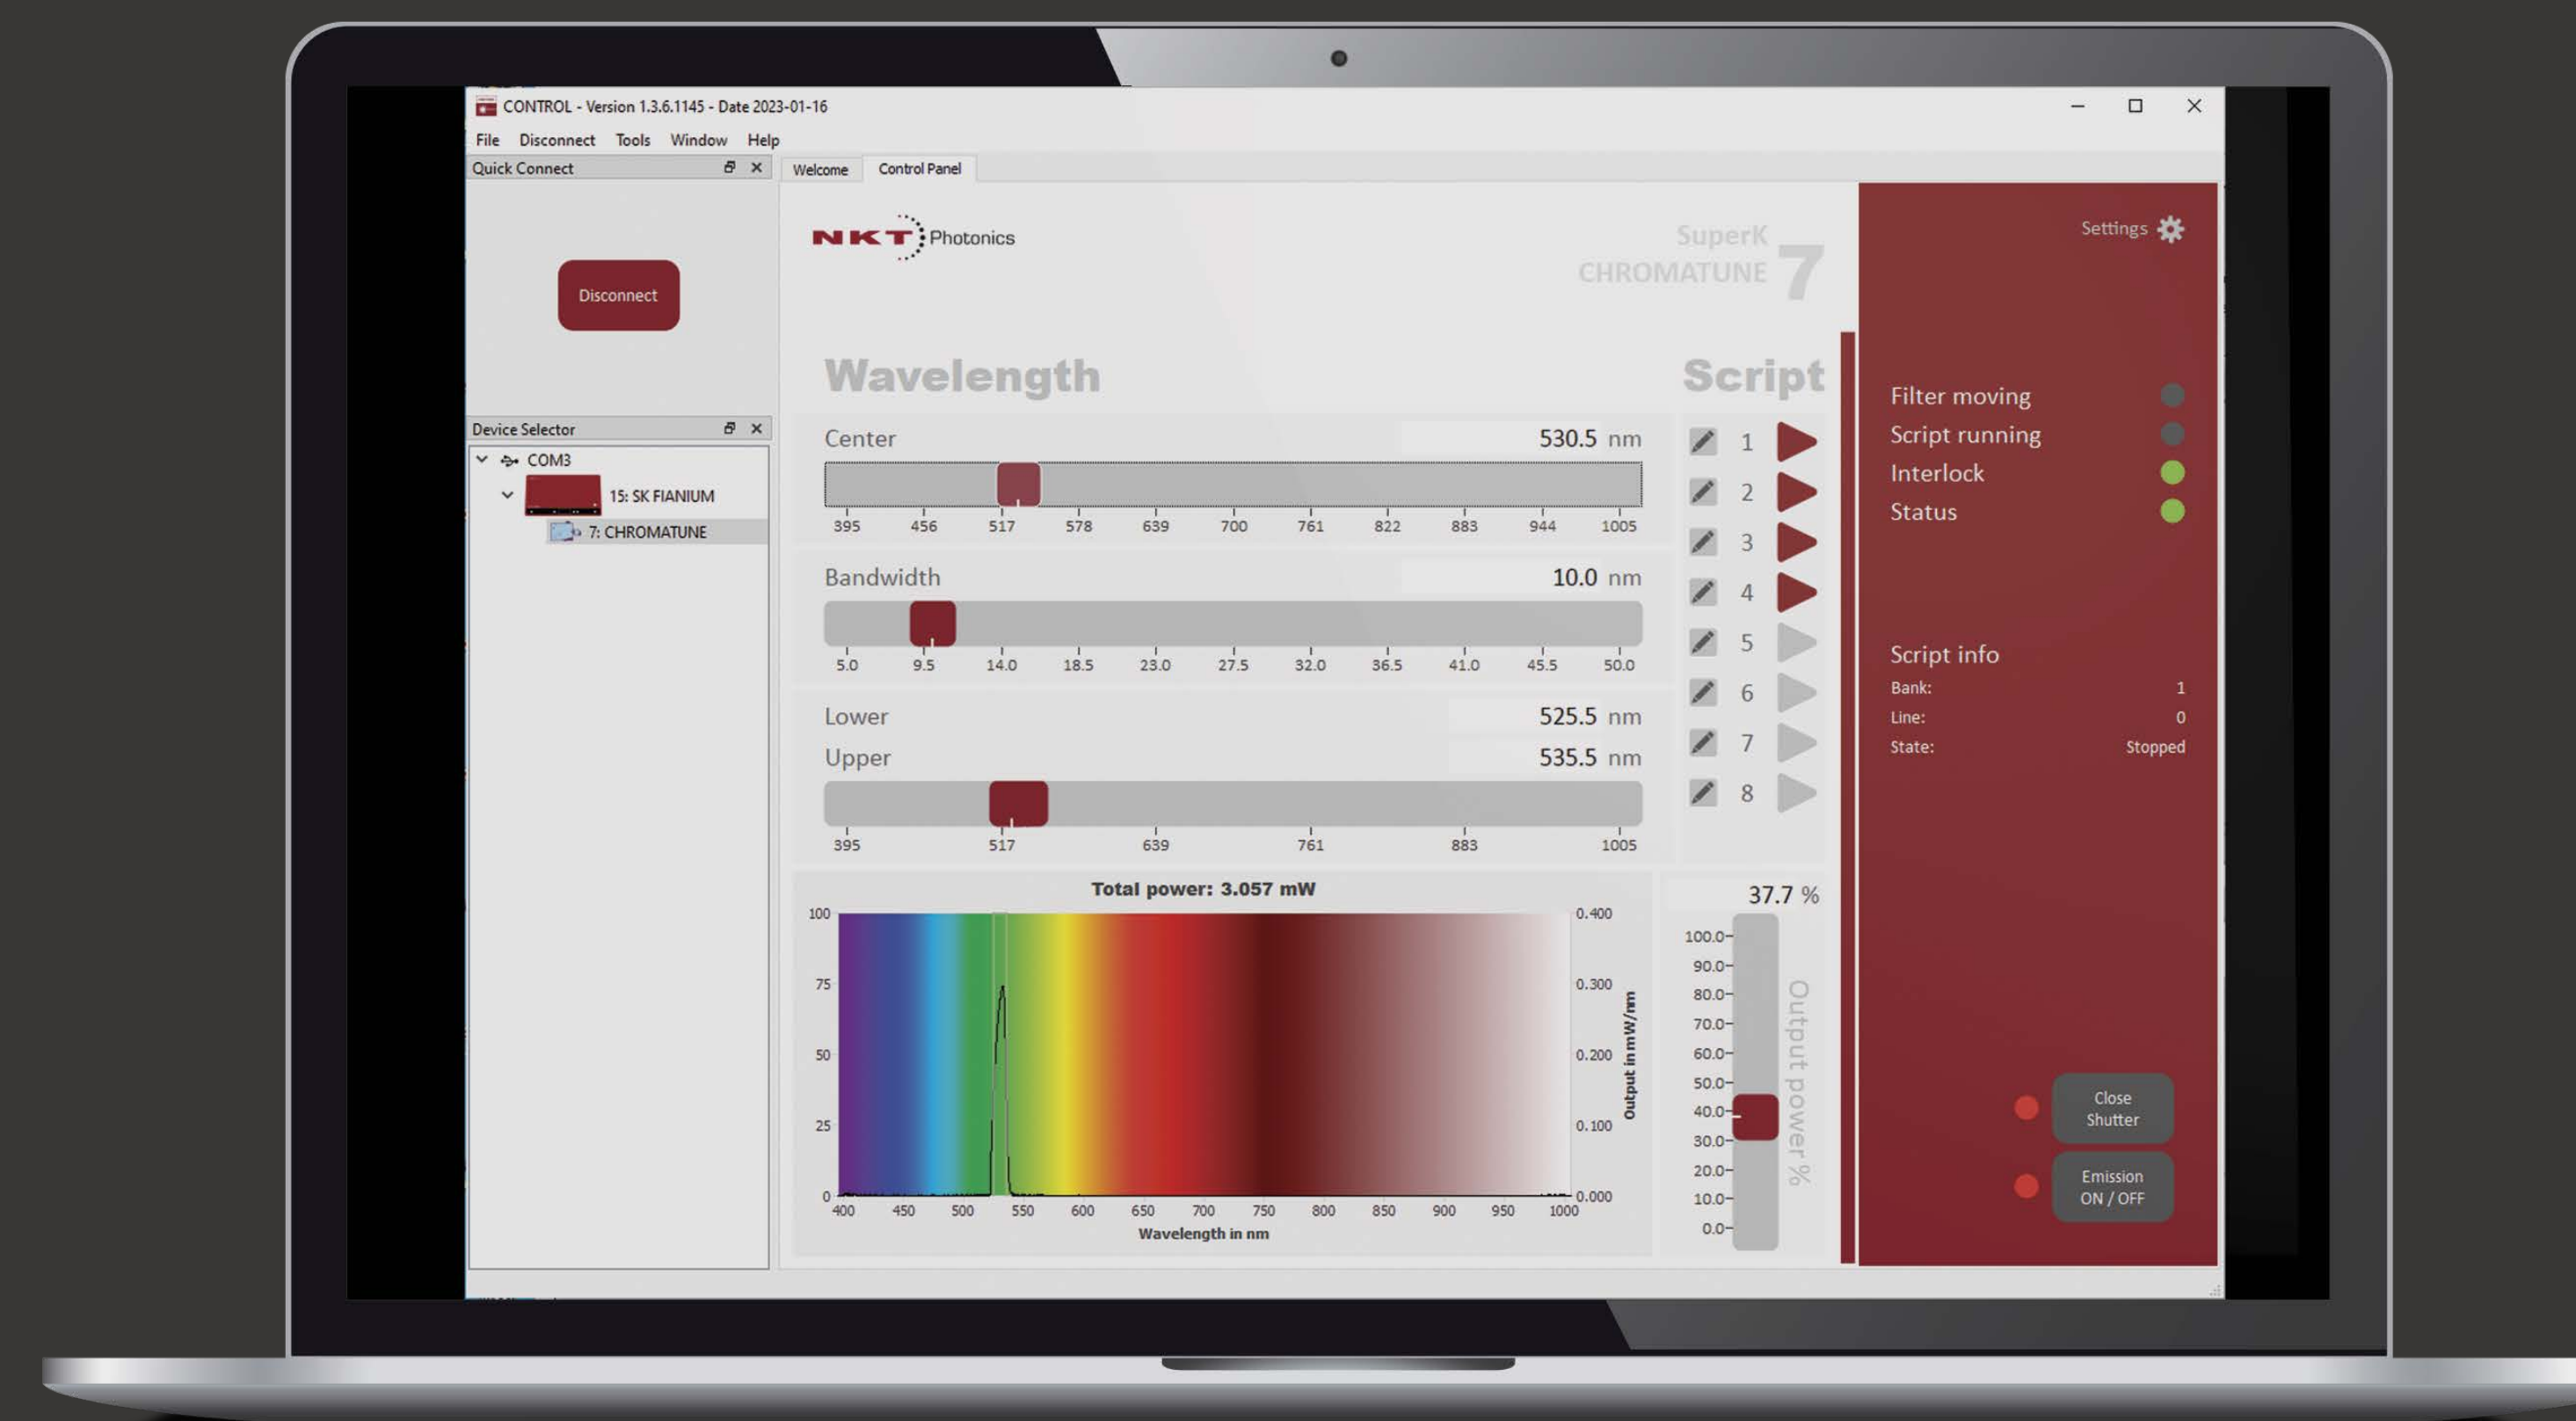 CONTROL - Version 1.3.6.1145 - Date 2023-01-16
File Disconnect Tools Window Help
Quick Connect
Welcome Control Panel
Disconnect
Device Selector
COM3
15: SK FIANIUM
7: CHROMATUNE
NKT Photonics
SuperK
CHROMATUNE 7
Settings
Wavelength
Center 530.5 nm
395 456 517 578 639 700 761 822 883 944 1005
Bandwidth 10.0 nm
5.0 9.5 14.0 18.5 23.0 27.5 32.0 36.5 41.0 45.5 50.0
Lower 525.5 nm
Upper 535.5 nm
395 517 639 761 883 1005
Script
1
2
3
4
5
6
7
8
Total power: 3.057 mW
100
75
50
25
0
0.400
0.300
0.200
0.100
0.000
Output in mW/nm
400 450 500 550 600 650 700 750 800 850 900 950 1000
Wavelength in nm
37.7 %
100.0
90.0
80.0
70.0
60.0
50.0
40.0
30.0
20.0
10.0
0.0
Output power %
Filter moving
Script running
Interlock
Status
Script info
Bank: 1
Line: 0
State: Stopped
Close
Shutter
Emission
ON / OFF